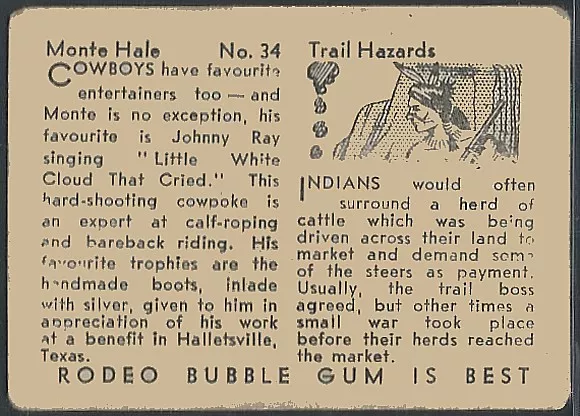 Monte Hale No. 34
COWBOYS have favourite
entertainers too — and
Monte is no exception, his
favourite is Johnny Ray
singing "Little White
Cloud That Cried." This
hard-shooting cowpoke is
an expert at calf-roping
and bareback riding. His
favourite trophies are the
handmade boots, inlade
with silver, given to him in
appreciation of his work
at a benefit in Halletsville,
Texas.
Trail Hazards
INDIANS would often
surround a herd of
cattle which was being
driven across their land to
market and demand some
of the steers as payment.
Usually, the trail boss
agreed, but other times a
small war took place
before their herds reached
the market.
RODEO BUBBLE GUM IS BEST